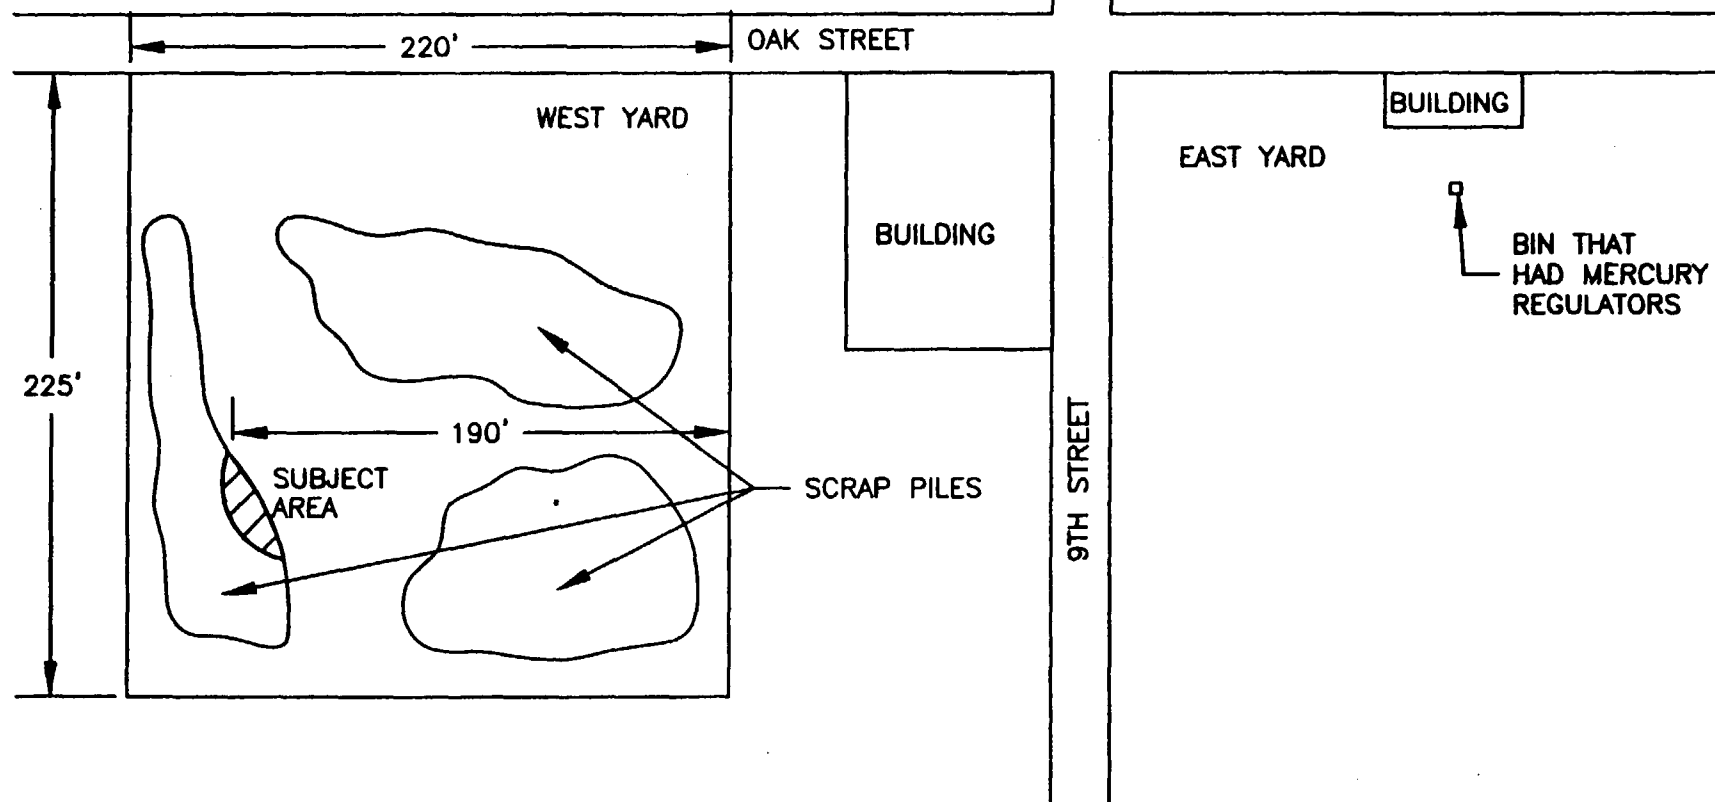 220'
OAK STREET
WEST YARD
BUILDING
EAST YARD
BUILDING
BIN THAT
HAD MERCURY
REGULATORS
225'
190'
SUBJECT
AREA
SCRAP PILES
9TH STREET